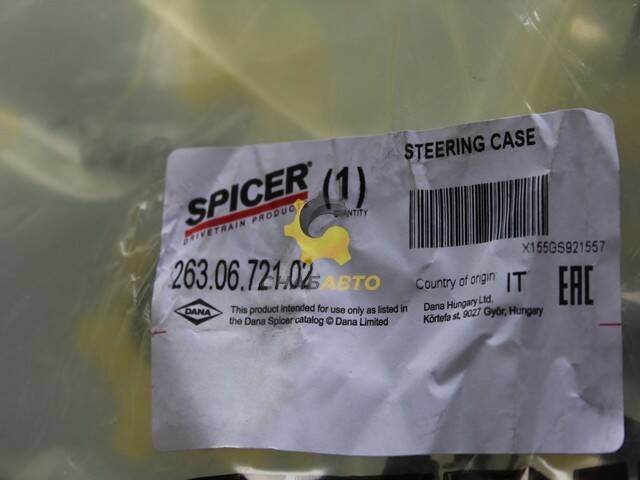 STEERING CASE
SPICER®
(1)
DRIVETRAIN PRODUCTS
QUANTITY
X155GS921557
263.06.721.02
АВТО
Country of origin: IT
EAC
DANA
This product intended for use only as listed in
the Dana Spicer catalog © Dana Limited
Dana Hungary Ltd.
Körtefa st, 9027 Győr, Hungary